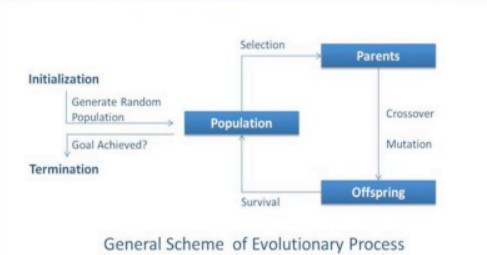 Selection
Parents
Initialization
Generate Random
Population
Crossover
Population
Mutation
Goal Achieved?
Termination
Offspring
Survival
General Scheme of Evolutionary Process